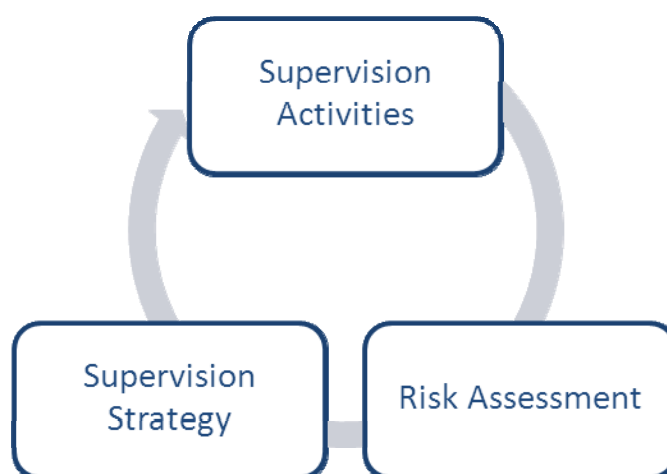 Supervision
Activities
Supervision
Strategy
Risk Assessment